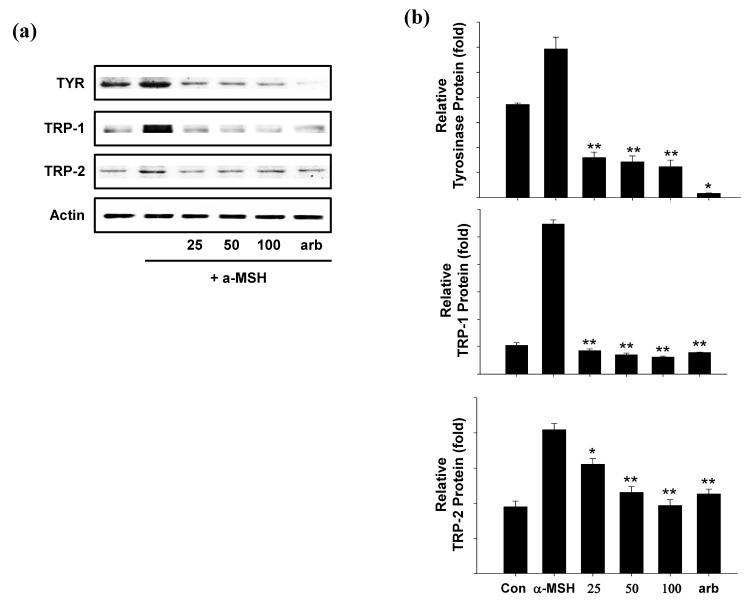 (a)
TYR
TRP-1
TRP-2
Actin
25 50 100 arb
+ a-MSH
(b)
Relative
Tyrosinase Protein (fold)
** ** ** *
Relative
TRP-1 Protein (fold)
** ** ** **
Relative
TRP-2 Protein (fold)
* ** ** **
Con α-MSH 25 50 100 arb